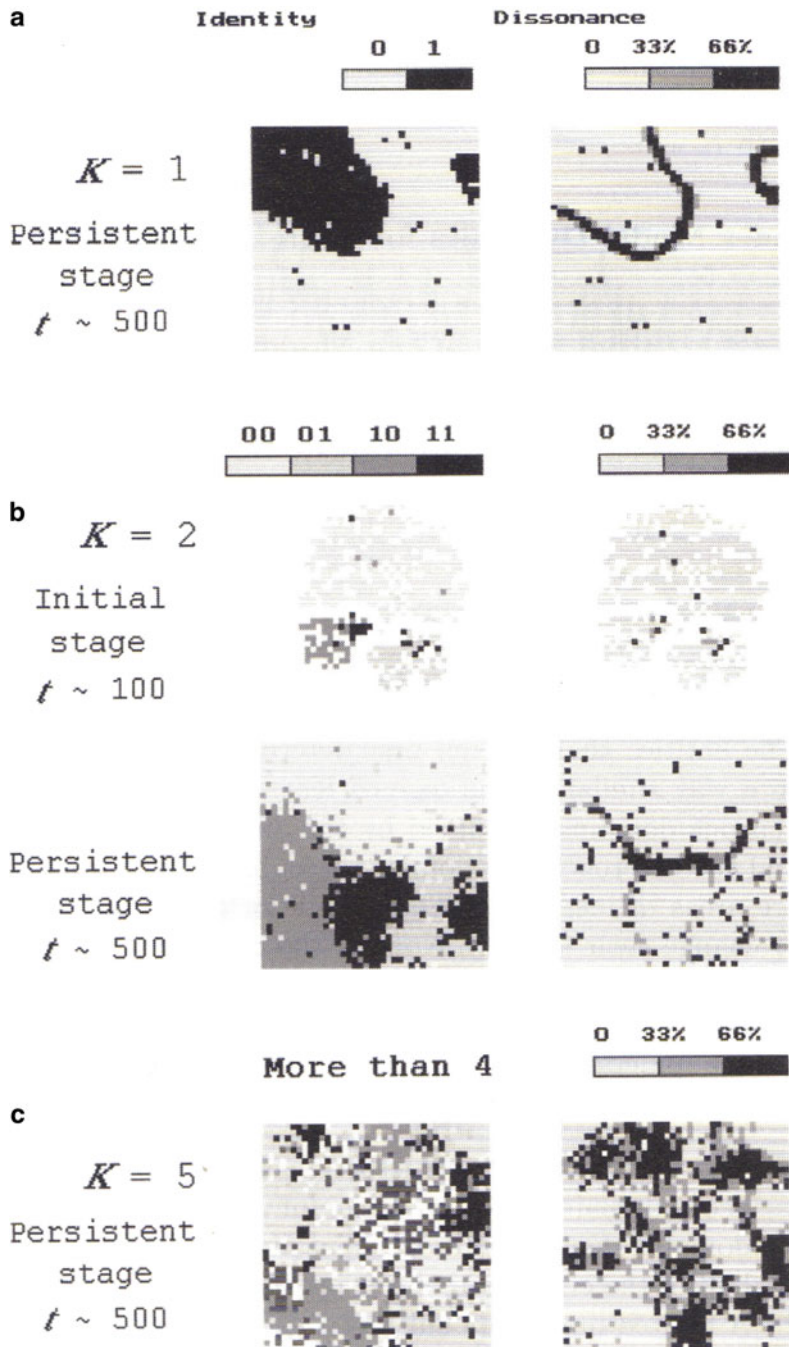 a
Identity Dissonance
0 1 0 33% 66%
K = 1
Persistent
stage
t ~ 500
00 01 10 11 0 33% 66%
b
K = 2
Initial
stage
t ~ 100
Persistent
stage
t ~ 500
More than 4 0 33% 66%
c
K = 5
Persistent
stage
t ~ 500